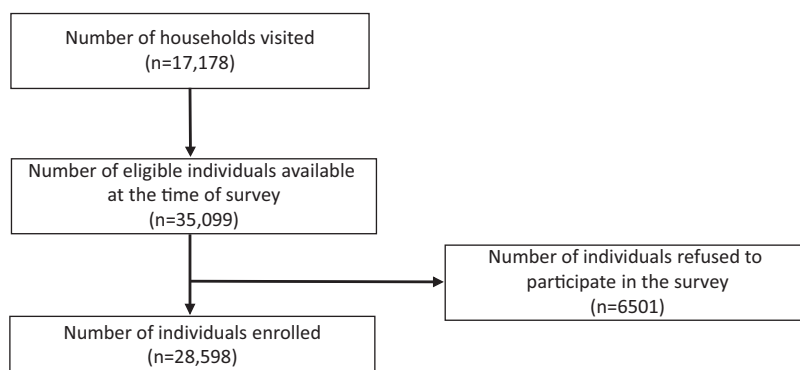 Number of households visited
(n=17,178)
Number of eligible individuals available
at the time of survey
(n=35,099)
Number of individuals refused to
participate in the survey
(n=6501)
Number of individuals enrolled
(n=28,598)